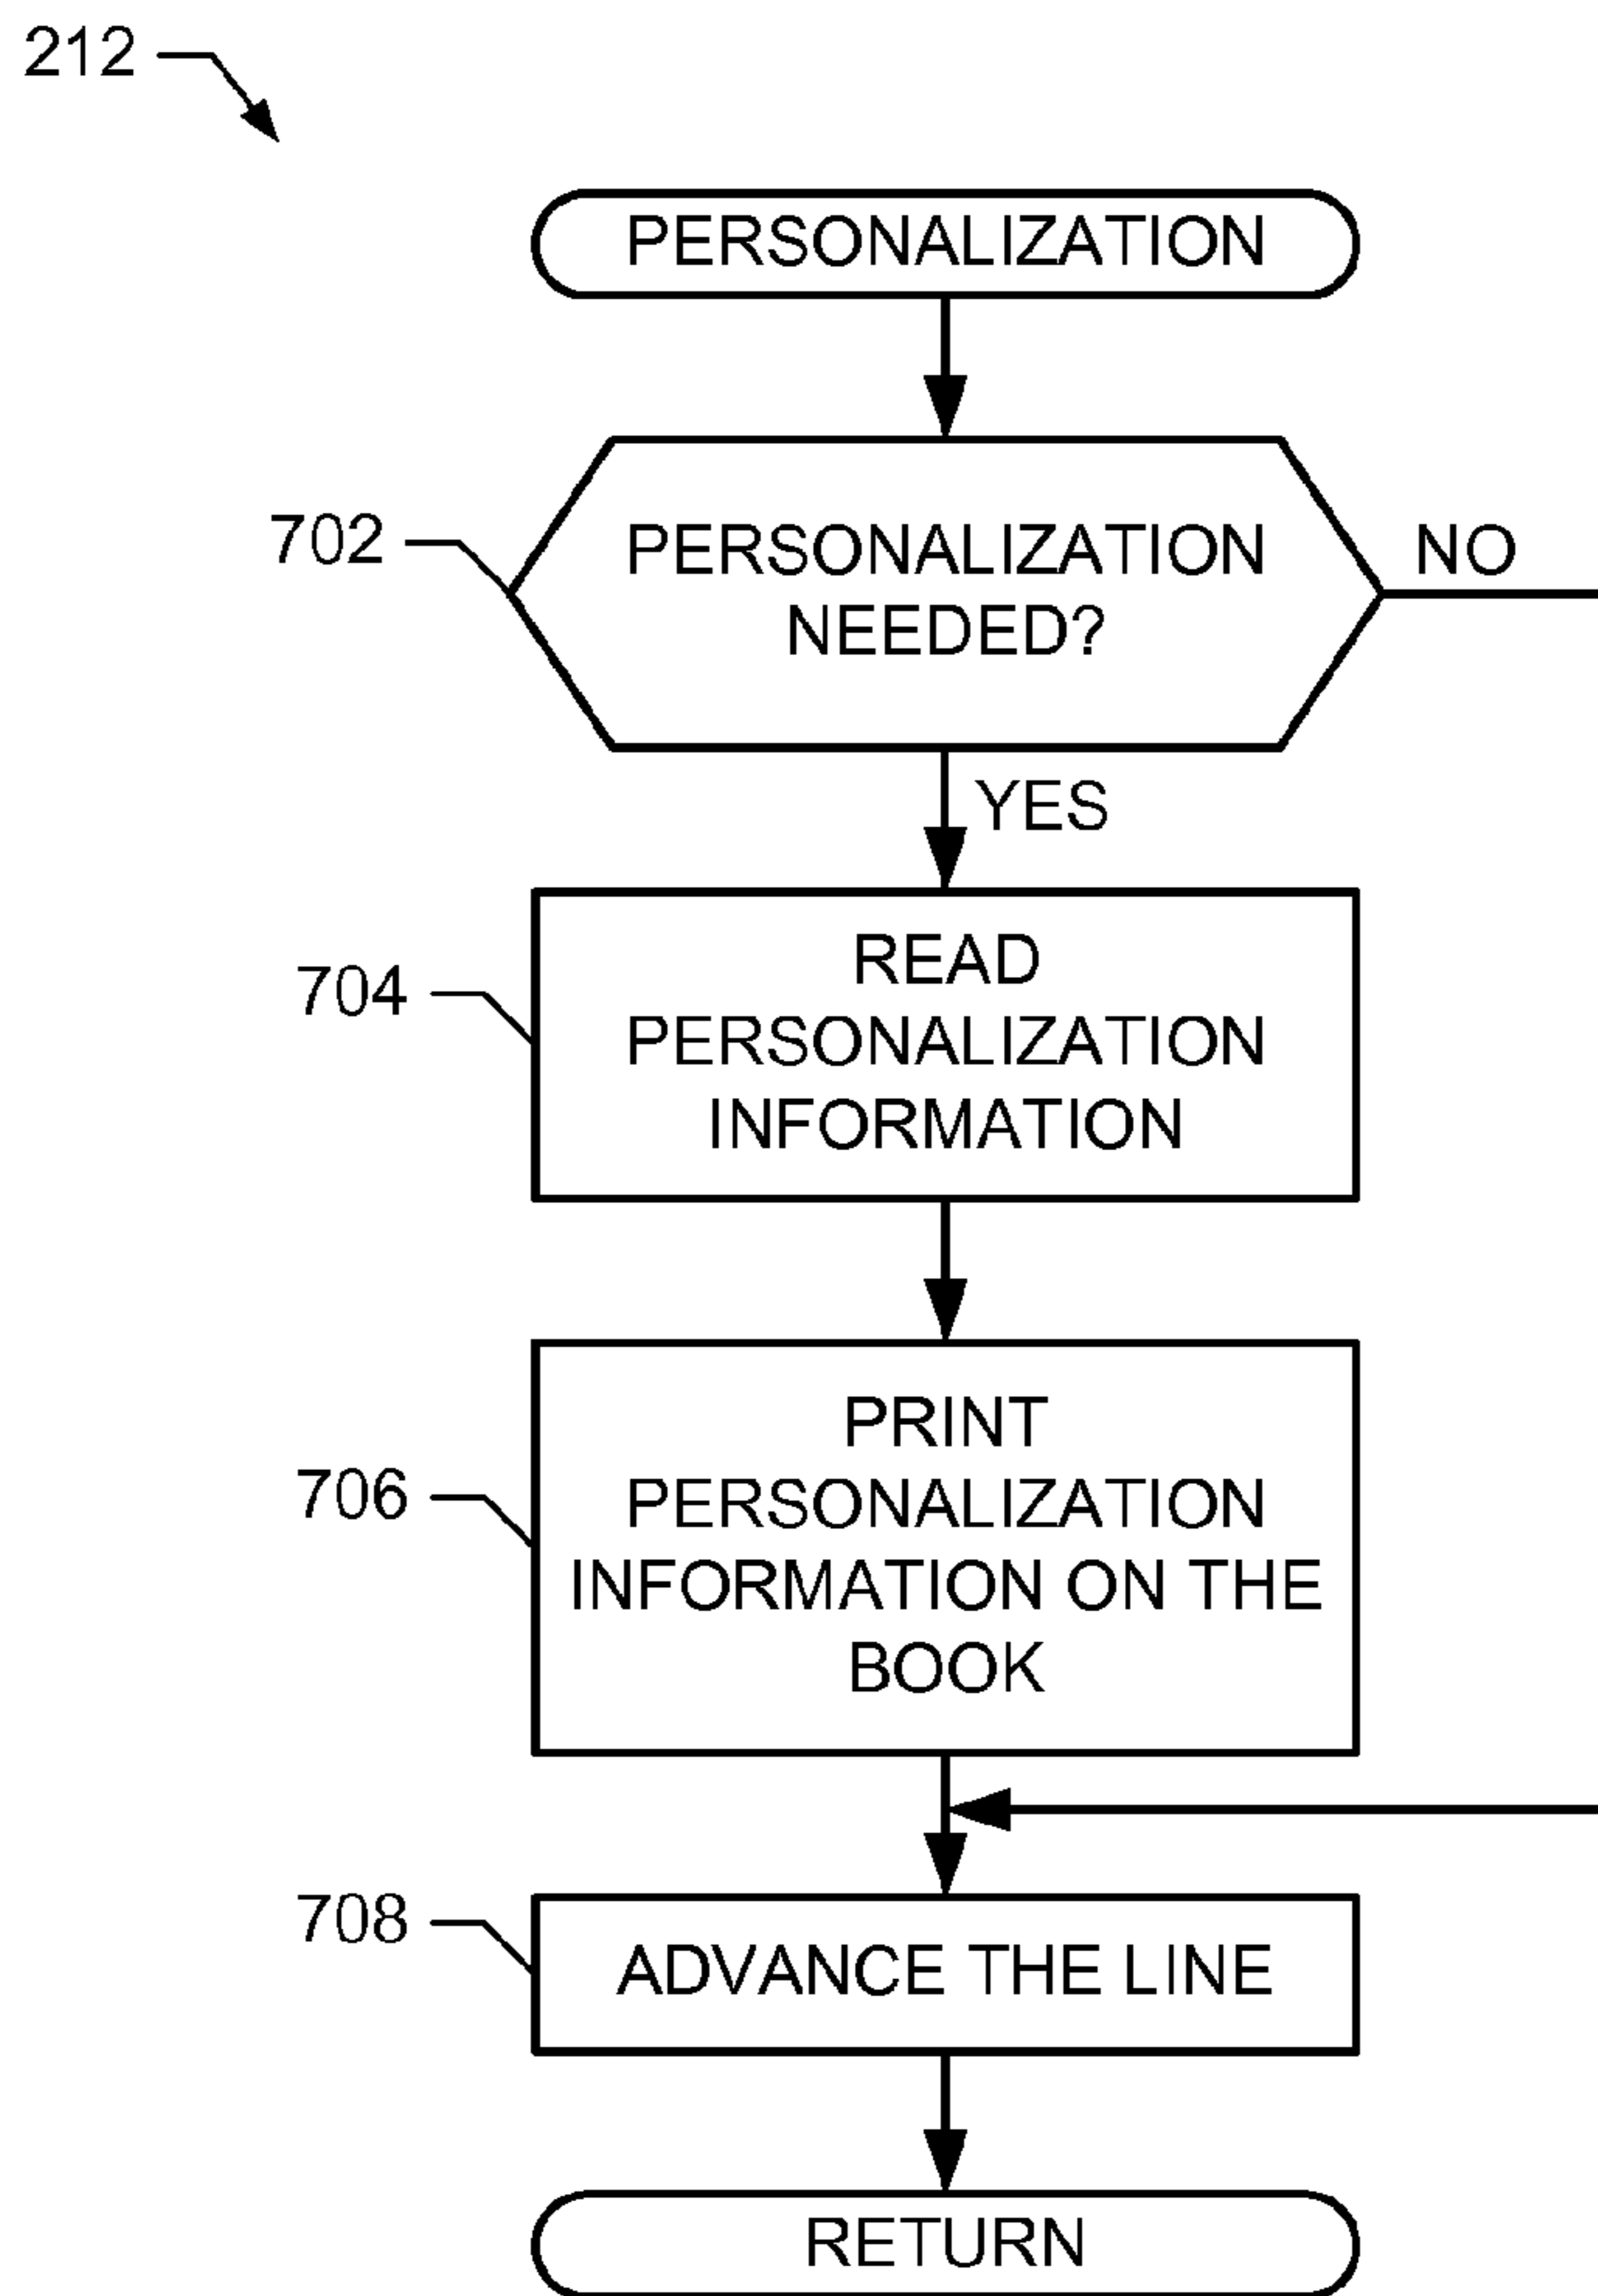 212
PERSONALIZATION
702
PERSONALIZATION
NEEDED?
NO
YES
704
READ
PERSONALIZATION
INFORMATION
706
PRINT
PERSONALIZATION
INFORMATION ON THE
BOOK
708
ADVANCE THE LINE
RETURN